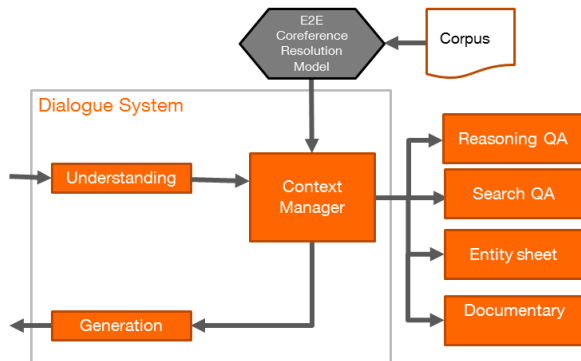 E2E
Coreference
Resolution
Model
Corpus
Dialogue System
Understanding
Context
Manager
Generation
Reasoning QA
Search QA
Entity sheet
Documentary